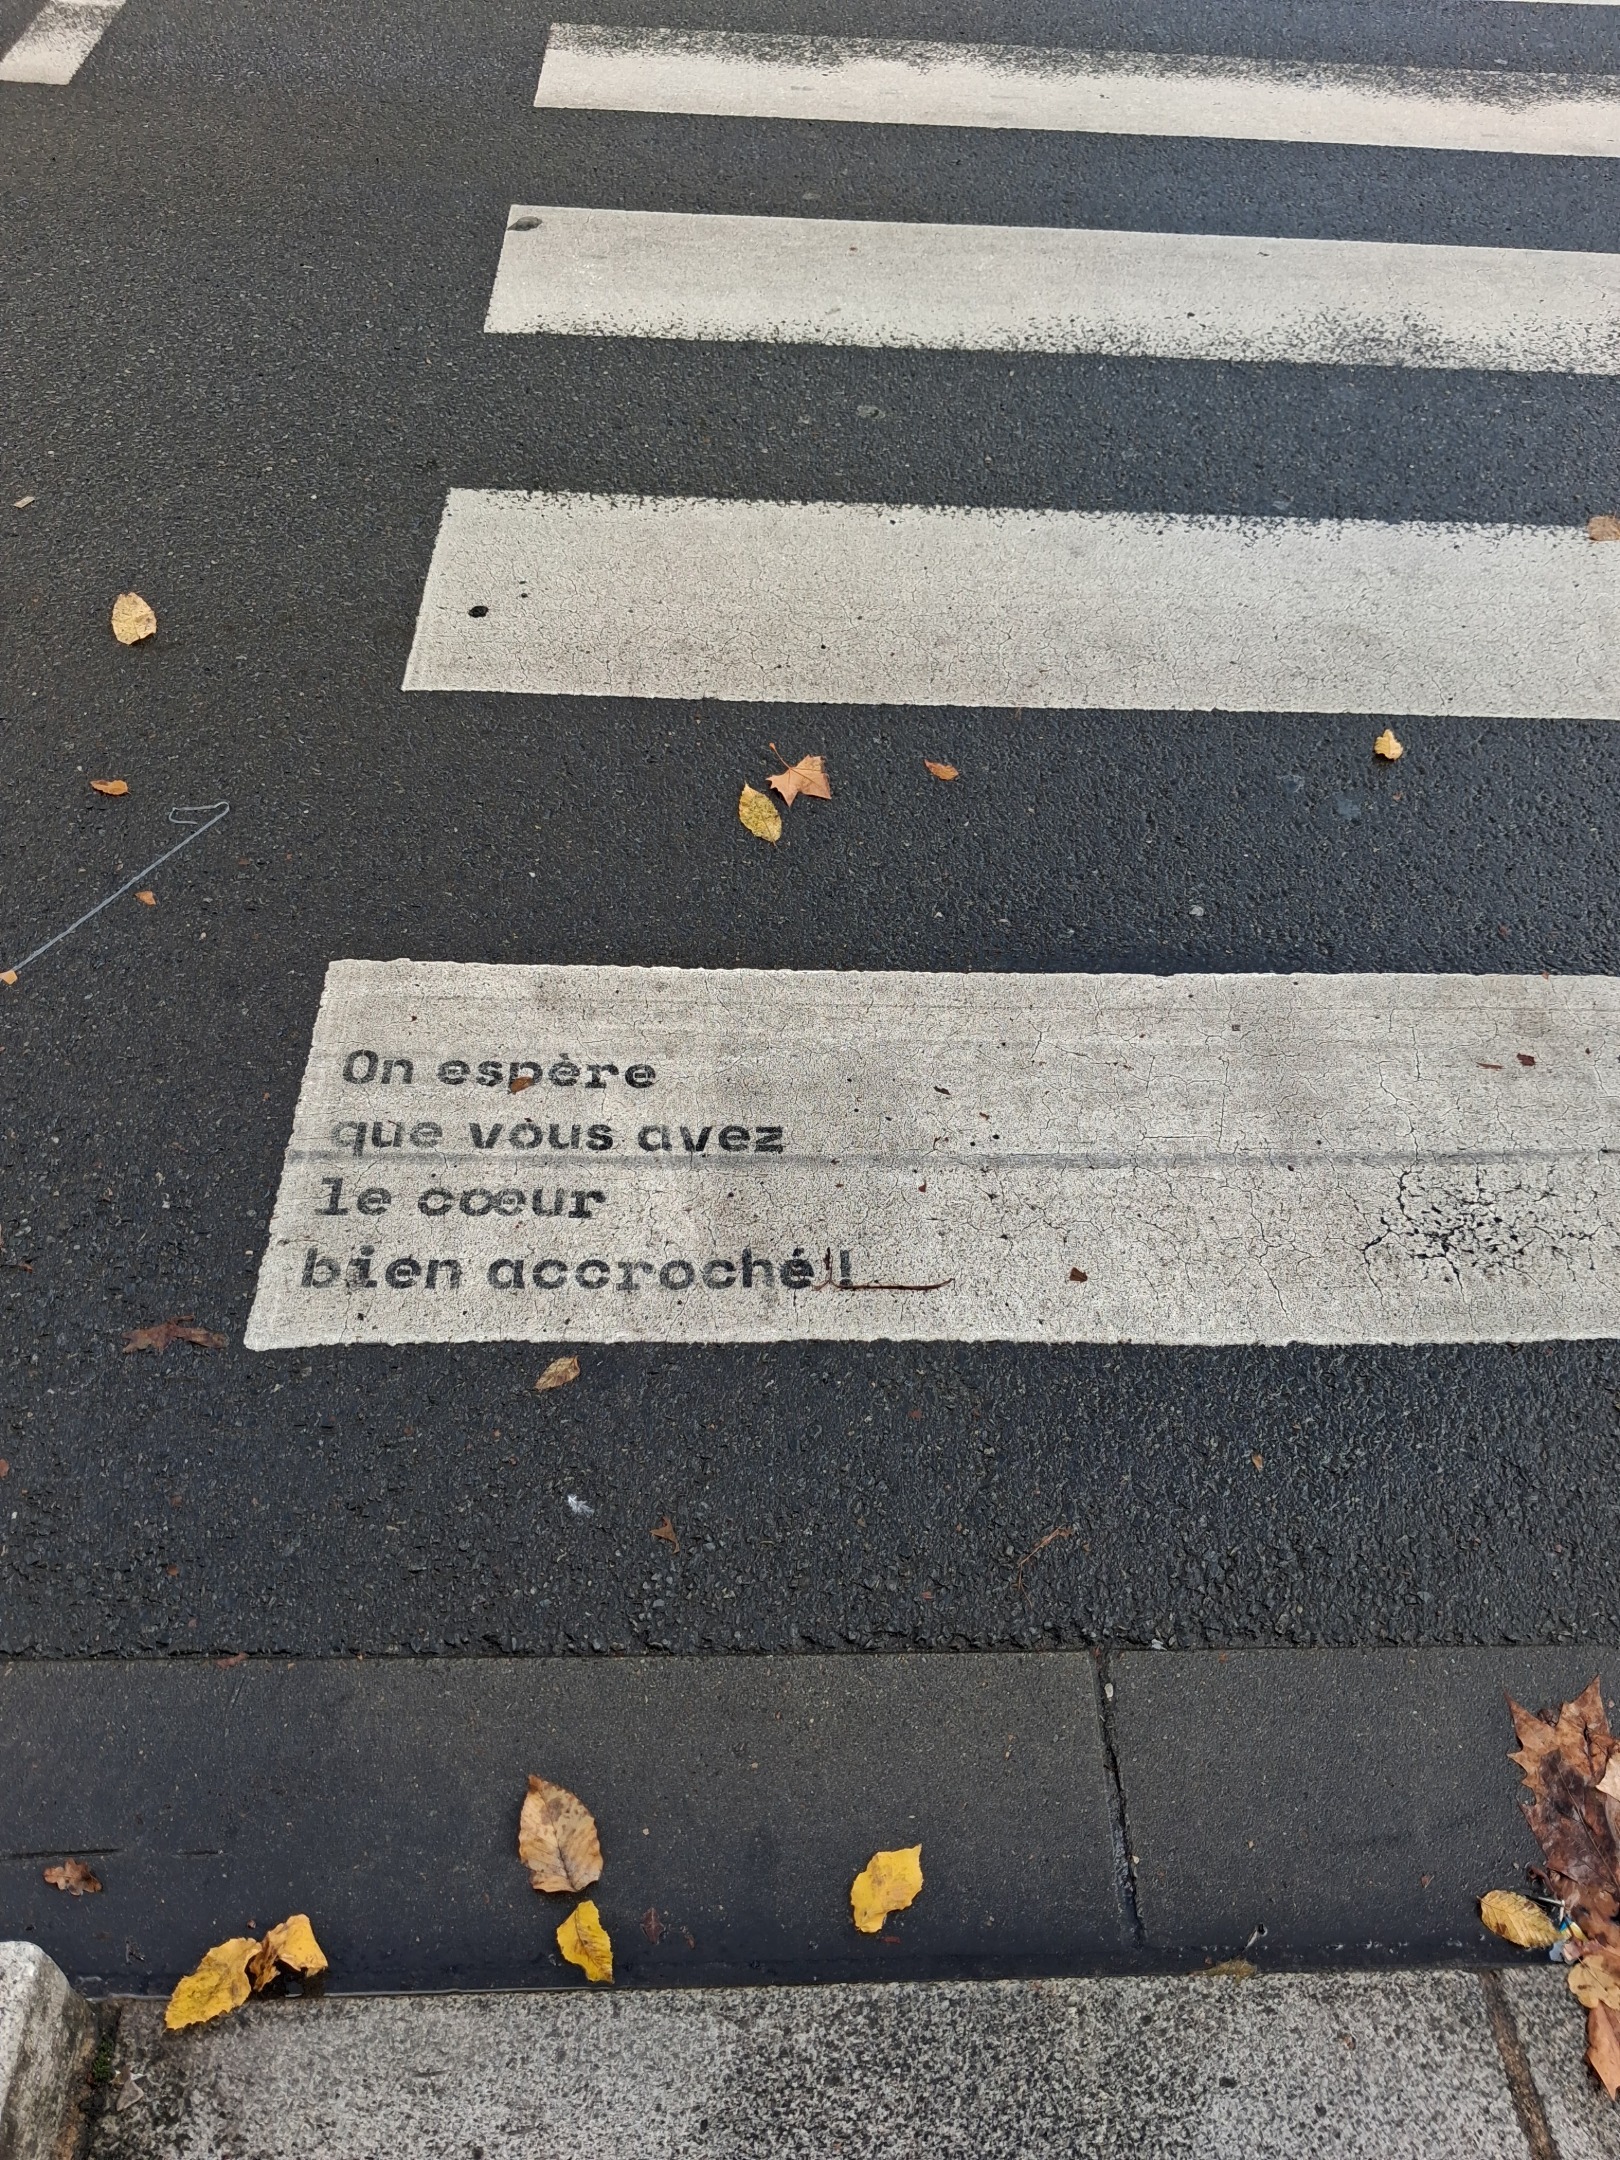 On espère
que vous avez
le cœur
bien accroché !